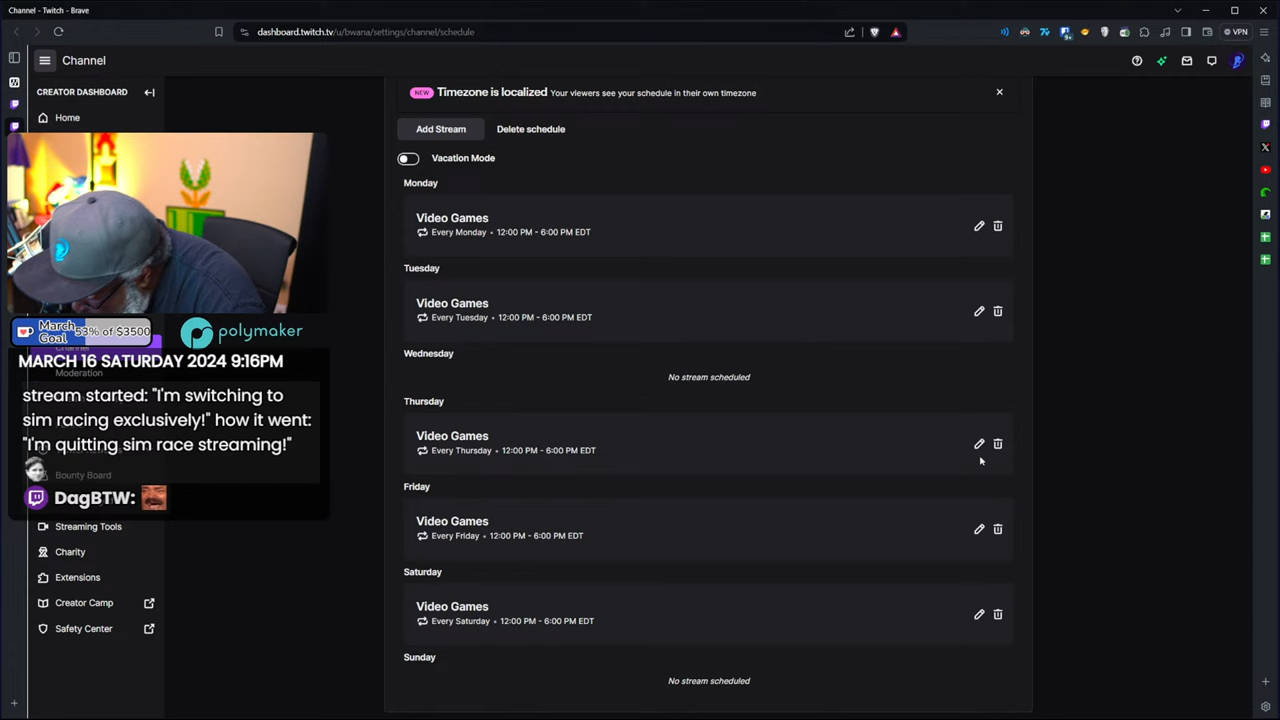 Channel - Twitch - Brave
dashboard.twitch.tv/u/bwana/settings/channel/schedule
VPN
Channel
CREATOR DASHBOARD
Home
March Goal
53% of $3500
polymaker
MARCH 16 SATURDAY 2024 9:16PM
Moderation
stream started: "I'm switching to
sim racing exclusively!" how it went:
"I'm quitting sim race streaming!"
Bounty Board
DagBTW:
Streaming Tools
Charity
Extensions
Creator Camp
Safety Center
NEW Timezone is localized Your viewers see your schedule in their own timezone
Add Stream
Delete schedule
Vacation Mode
Monday
Video Games
Every Monday • 12:00 PM - 6:00 PM EDT
Tuesday
Video Games
Every Tuesday • 12:00 PM - 6:00 PM EDT
Wednesday
No stream scheduled
Thursday
Video Games
Every Thursday • 12:00 PM - 6:00 PM EDT
Friday
Video Games
Every Friday • 12:00 PM - 6:00 PM EDT
Saturday
Video Games
Every Saturday • 12:00 PM - 6:00 PM EDT
Sunday
No stream scheduled